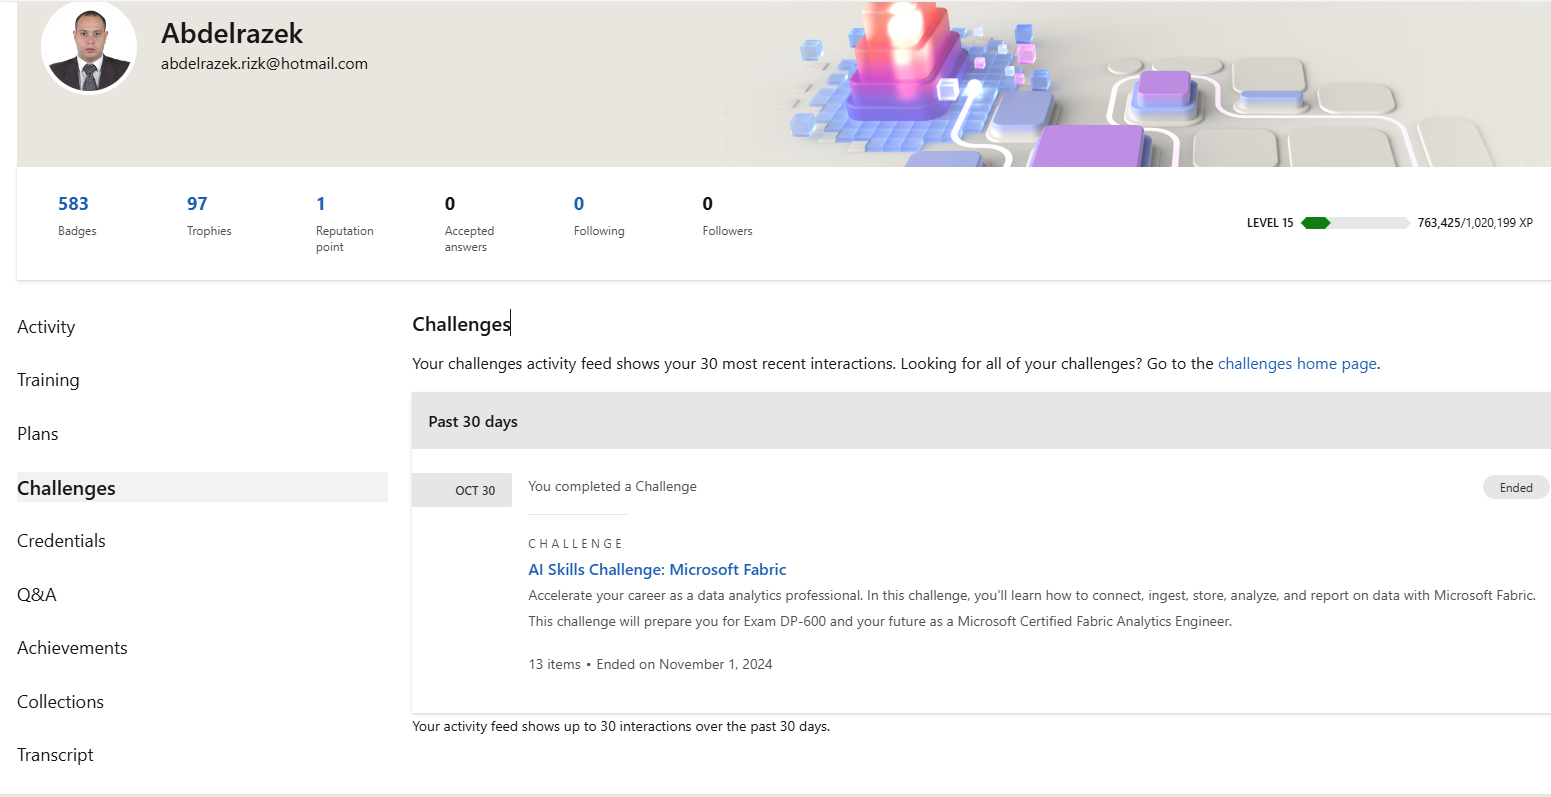 Abdelrazek
abdelrazek.rizk@hotmail.com
583
Badges
97
Trophies
1
Reputation
point
0
Accepted
answers
0
Following
0
Followers
LEVEL 15
763,425/1,020,199 XP
Activity
Training
Plans
Challenges
Credentials
Q&A
Achievements
Collections
Transcript
Challenges
Your challenges activity feed shows your 30 most recent interactions. Looking for all of your challenges? Go to the challenges home page.
Past 30 days
OCT 30
You completed a Challenge
Ended
CHALLENGE
AI Skills Challenge: Microsoft Fabric
Accelerate your career as a data analytics professional. In this challenge, you'll learn how to connect, ingest, store, analyze, and report on data with Microsoft Fabric.
This challenge will prepare you for Exam DP-600 and your future as a Microsoft Certified Fabric Analytics Engineer.
13 items • Ended on November 1, 2024
Your activity feed shows up to 30 interactions over the past 30 days.